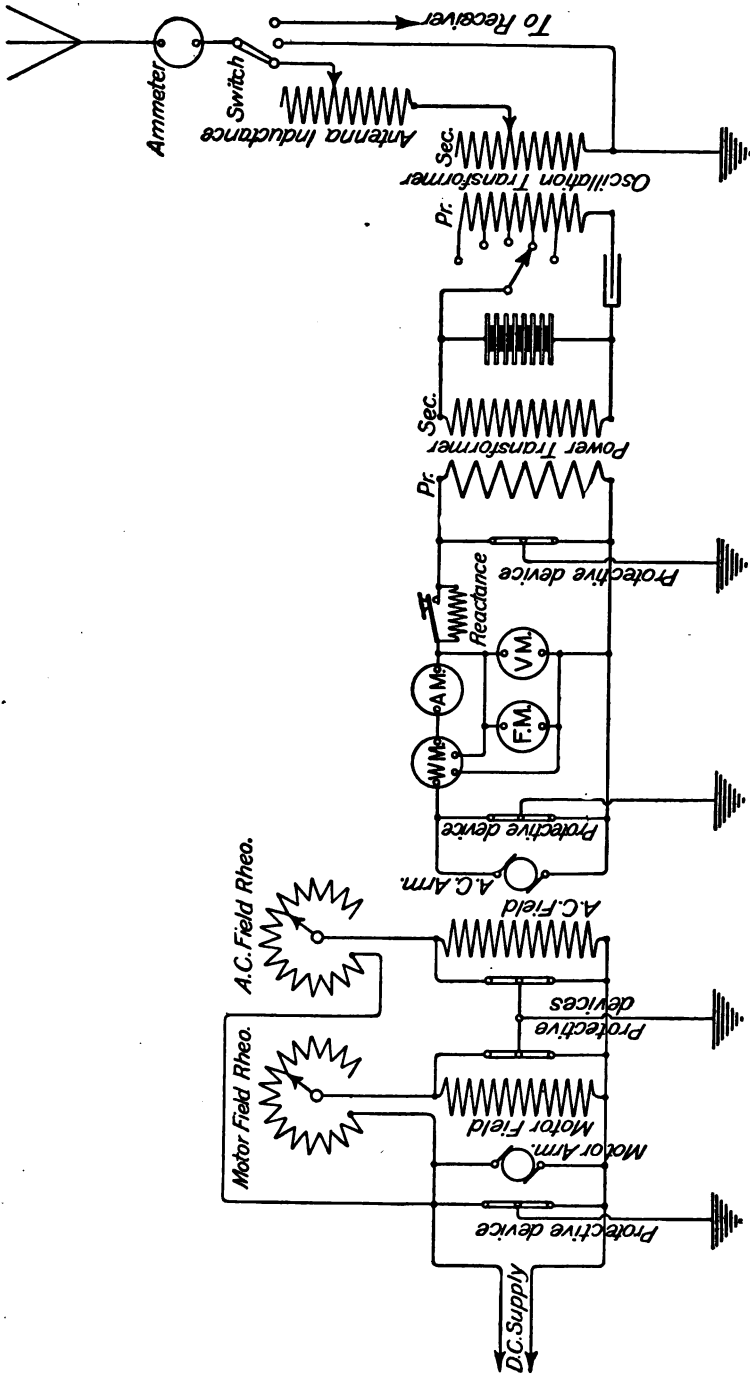 To Receiver
Switch
Ammeter
Antenna Inductance
Sec.
Oscillation Transformer
Pr.
Sec.
Power Transformer
Pr.
Protective device
Reactance
V.M.
A.M.
F.M.
W.M.
Protective device
A.C. Arm.
A.C. Field
A.C. Field Rheo.
Protective
devices
Motor Field Rheo.
Motor Field
Motor Arm.
Protective device
D.C. Supply